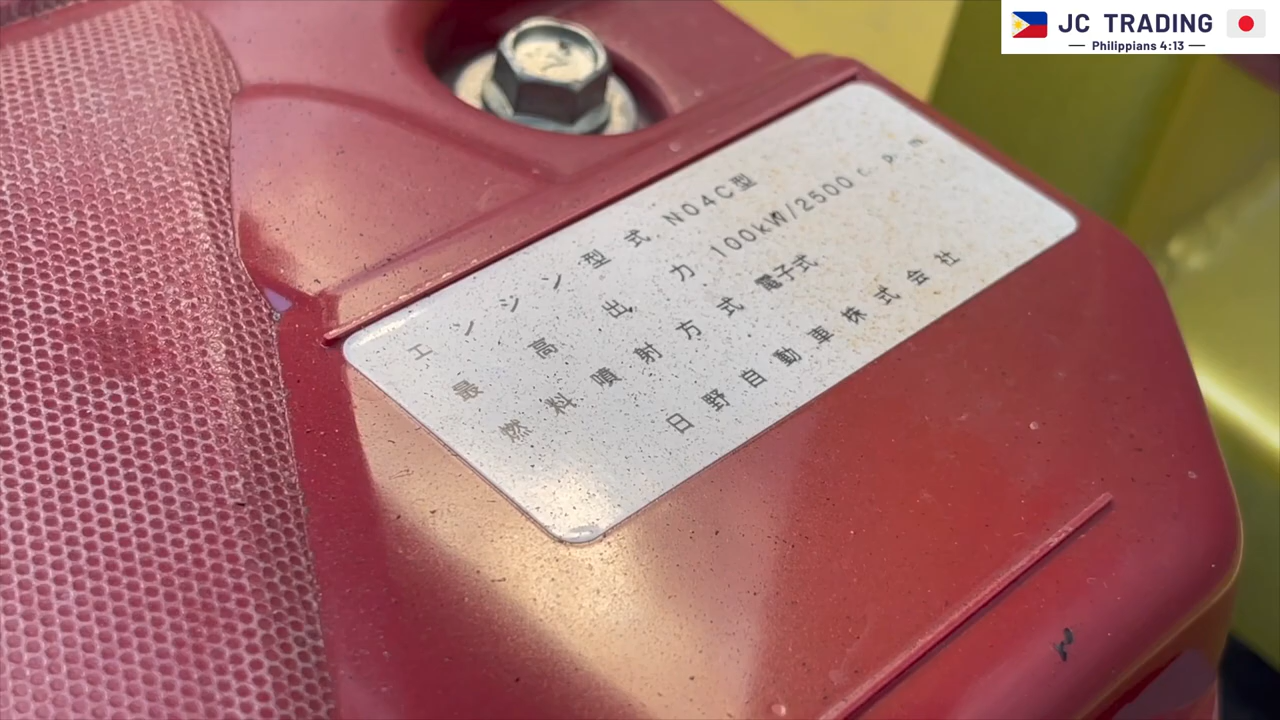 JC TRADING
Philippians 4:13
エンジン型式 N04C型
最高出力 100kW/2500r.p.m
燃料噴射方式 電子式
日野自動車株式会社